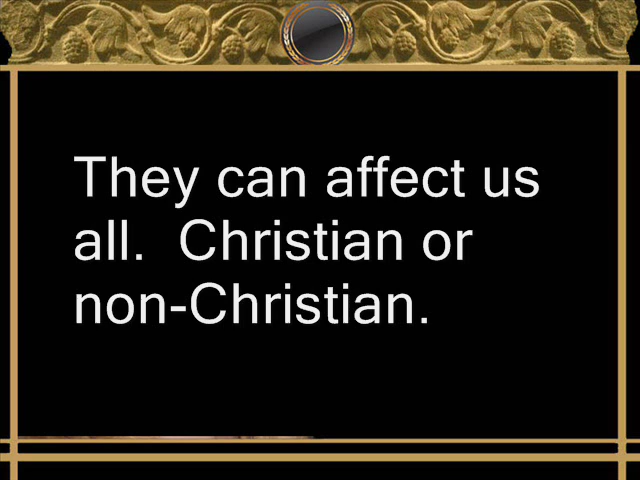 They can affect us
all.  Christian or
non-Christian.